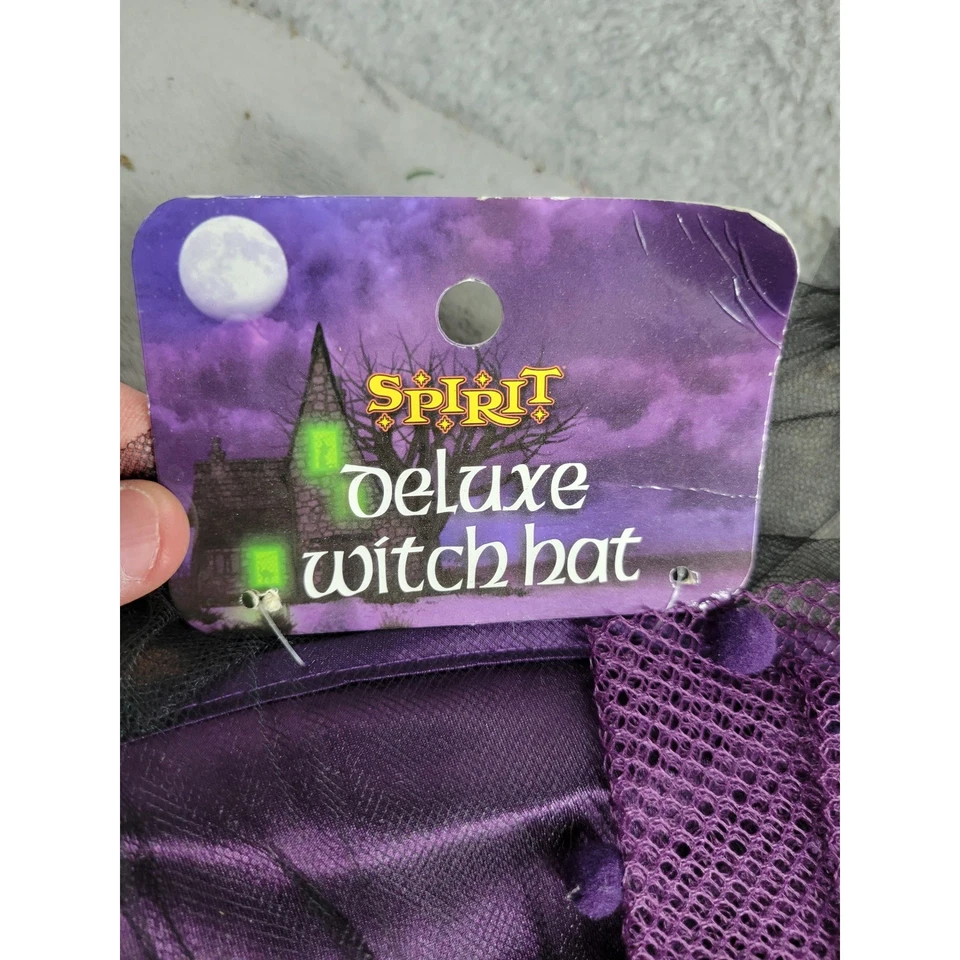 SPIRIT
deluxe
witch hat